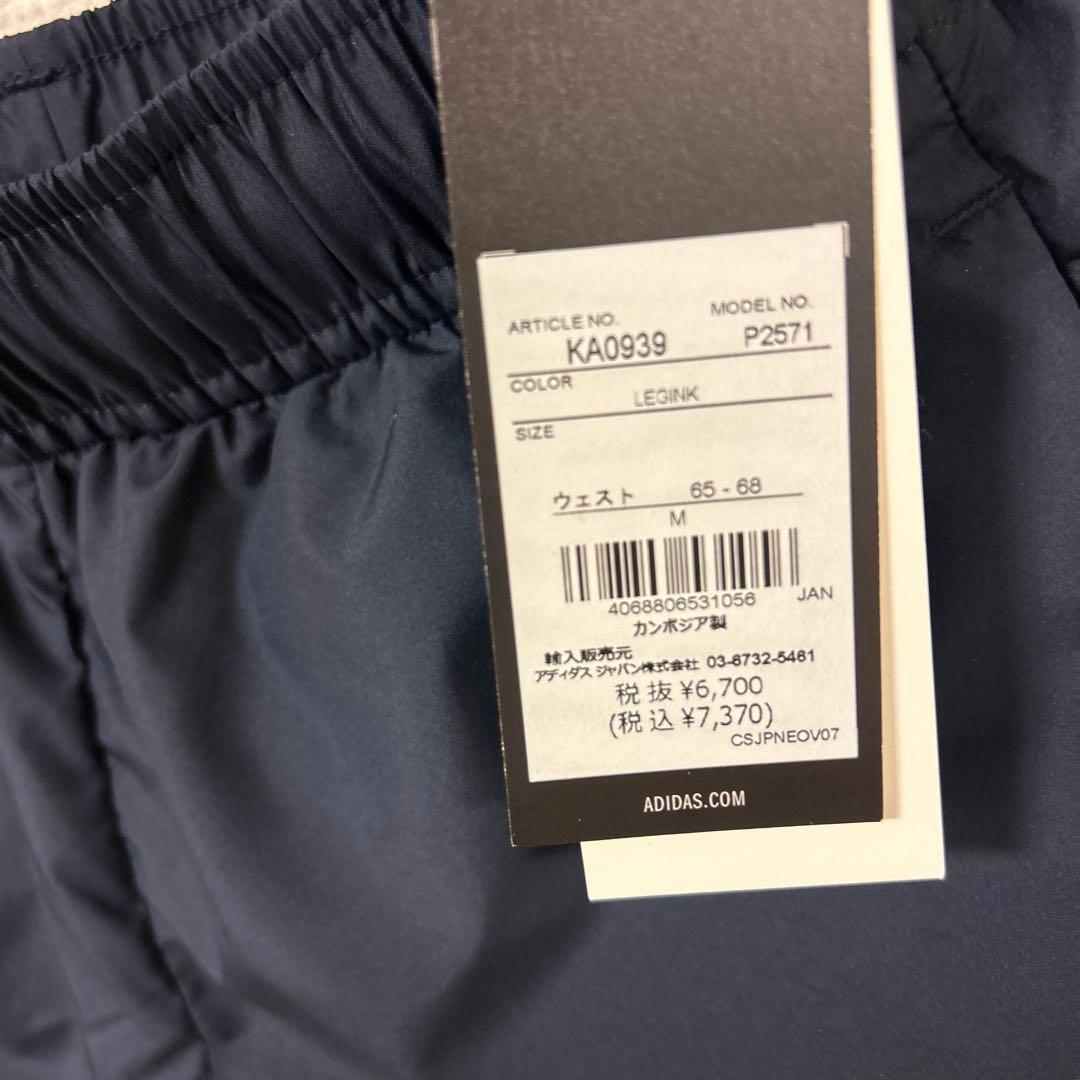 ARTICLE NO. MODEL NO.
KA0939 P2571
COLOR
LEGINK
SIZE
ウェスト 65 - 68
M
4068806531056 JAN
カンボジア製
輸入販売元
アディダス ジャパン株式会社 03-6732-5461
税 抜 ¥6,700
(税 込 ¥7,370)
CSJPNEOV07
ADIDAS.COM